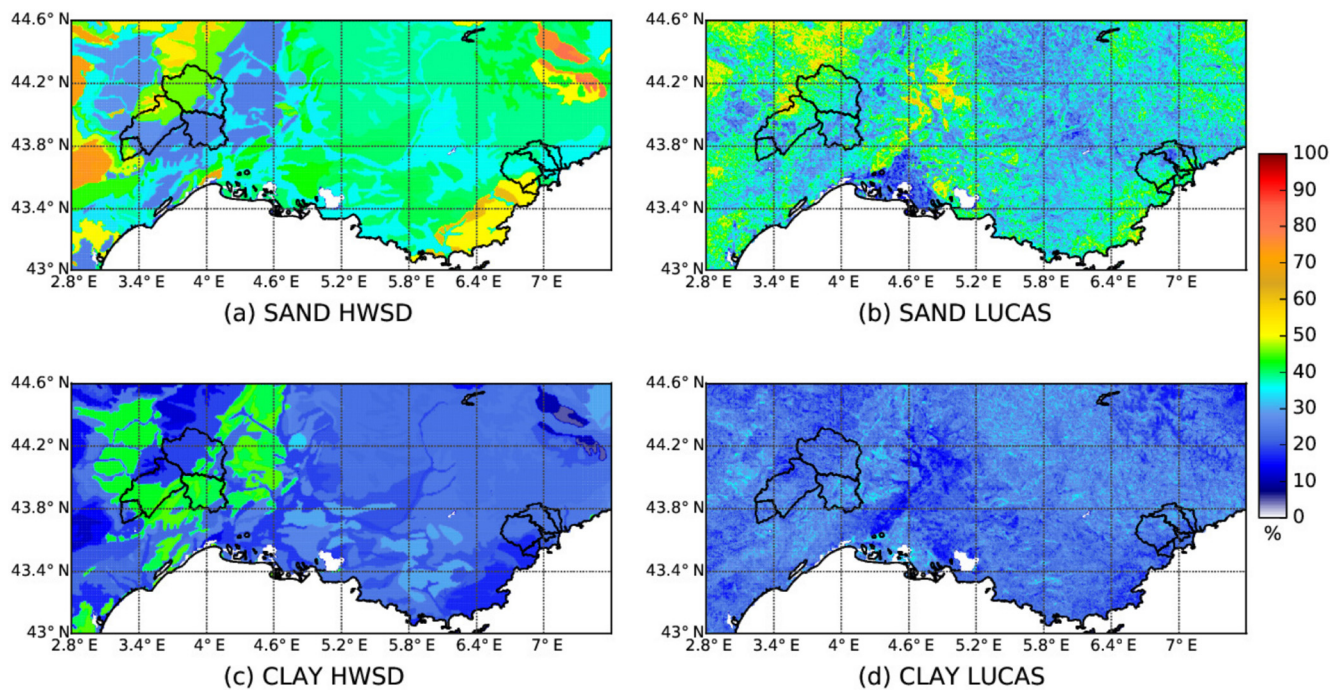 44.6° N
44.2° N
43.8° N
43.4° N
43° N
2.8° E 3.4° E 4° E 4.6° E 5.2° E 5.8° E 6.4° E 7° E
(a) SAND HWSD
44.6° N
44.2° N
43.8° N
43.4° N
43° N
2.8° E 3.4° E 4° E 4.6° E 5.2° E 5.8° E 6.4° E 7° E
(b) SAND LUCAS
100
90
80
70
60
50
40
30
20
10
0
%
44.6° N
44.2° N
43.8° N
43.4° N
43° N
2.8° E 3.4° E 4° E 4.6° E 5.2° E 5.8° E 6.4° E 7° E
(c) CLAY HWSD
44.6° N
44.2° N
43.8° N
43.4° N
43° N
2.8° E 3.4° E 4° E 4.6° E 5.2° E 5.8° E 6.4° E 7° E
(d) CLAY LUCAS